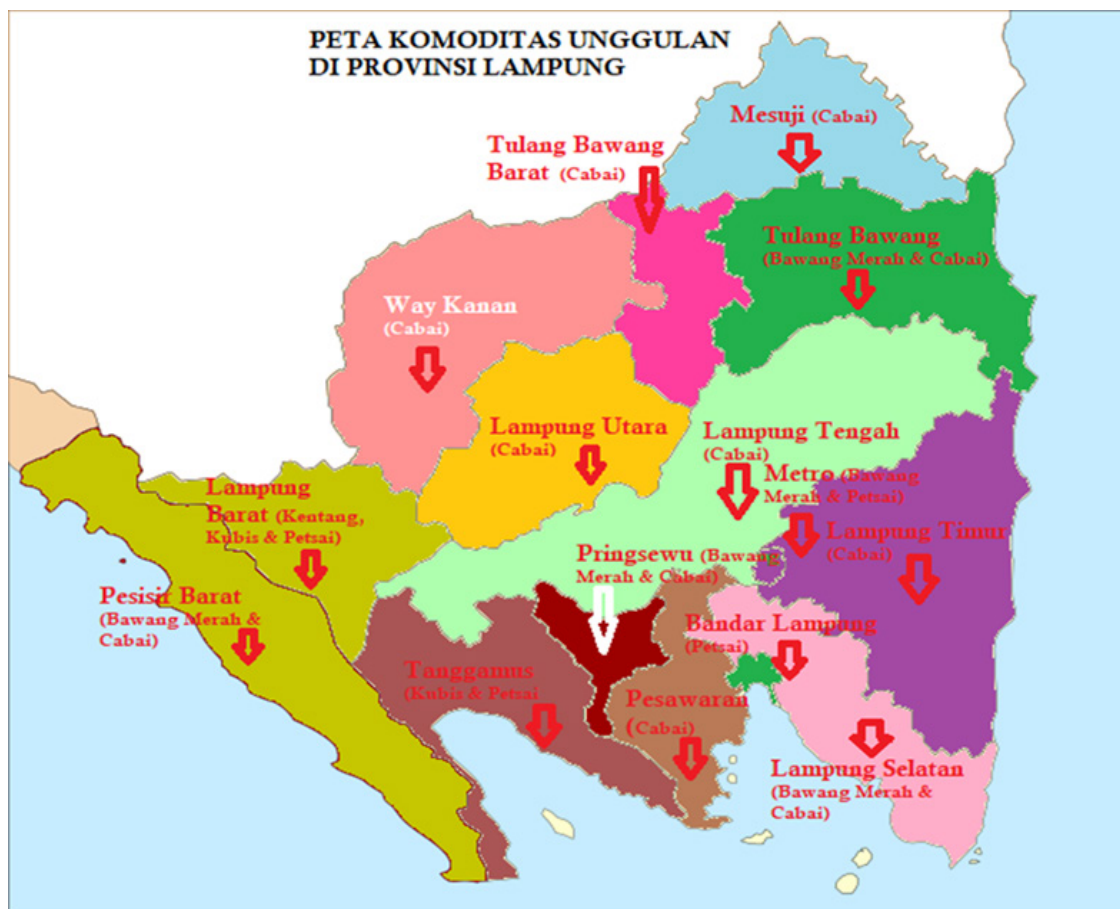 PETA KOMODITAS UNGGULAN
DI PROVINSI LAMPUNG
Mesuji (Cabai)
Tulang Bawang
Barat (Cabai)
Tulang Bawang
(Bawang Merah & Cabai)
Way Kanan
(Cabai)
Lampung Utara
(Cabai)
Lampung Tengah
(Cabai)
Metro (Bawang
Merah & Petsai)
Lampung
Barat (Kentang,
Kubis & Petsai)
Lampung Timur
(Cabai)
Pringsewu (Bawang
Merah & Cabai)
Pesisir Barat
(Bawang Merah &
Cabai)
Bandar Lampung
(Petsai)
Tanggamus
(Kubis & Petsai
Pesawaran
(Cabai)
Lampung Selatan
(Bawang Merah &
Cabai)